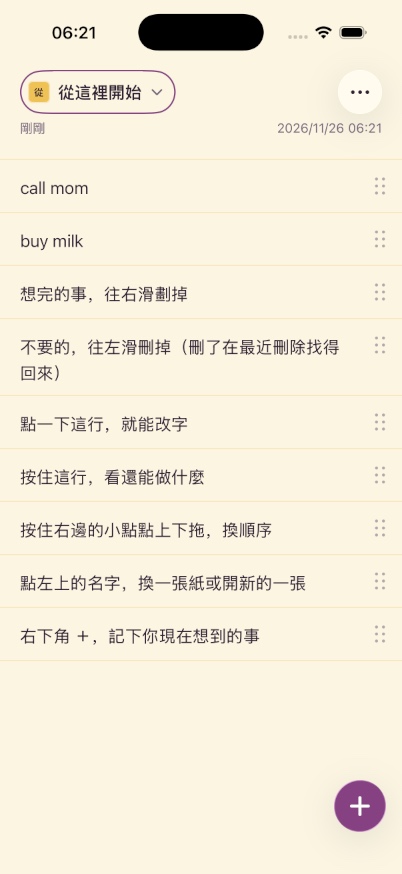 06:21
從 從這裡開始
剛剛 2026/11/26 06:21
call mom
buy milk
想完的事，往右滑劃掉
不要的，往左滑刪掉（刪了在最近刪除找得
回來）
點一下這行，就能改字
按住這行，看還能做什麼
按住右邊的小點點上下拖，換順序
點左上的名字，換一張紙或開新的一張
右下角 ＋，記下你現在想到的事